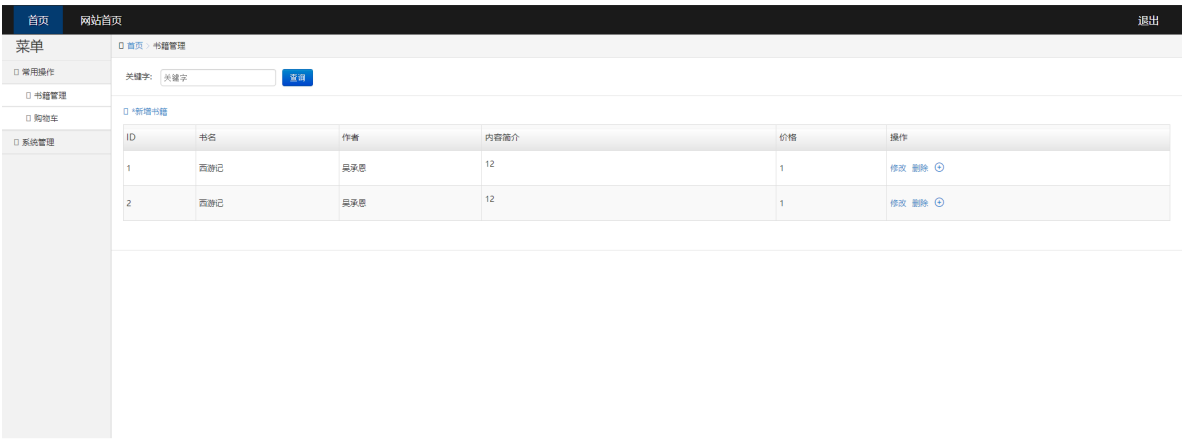 首页 网站首页 退出
菜单
首页 > 书籍管理
常用操作
书籍管理
购物车
系统管理
关键字: 关键字 查询
*新增书籍
ID 书名 作者 内容简介 价格 操作
1 西游记 吴承恩 12 1 修改 删除
2 西游记 吴承恩 12 1 修改 删除